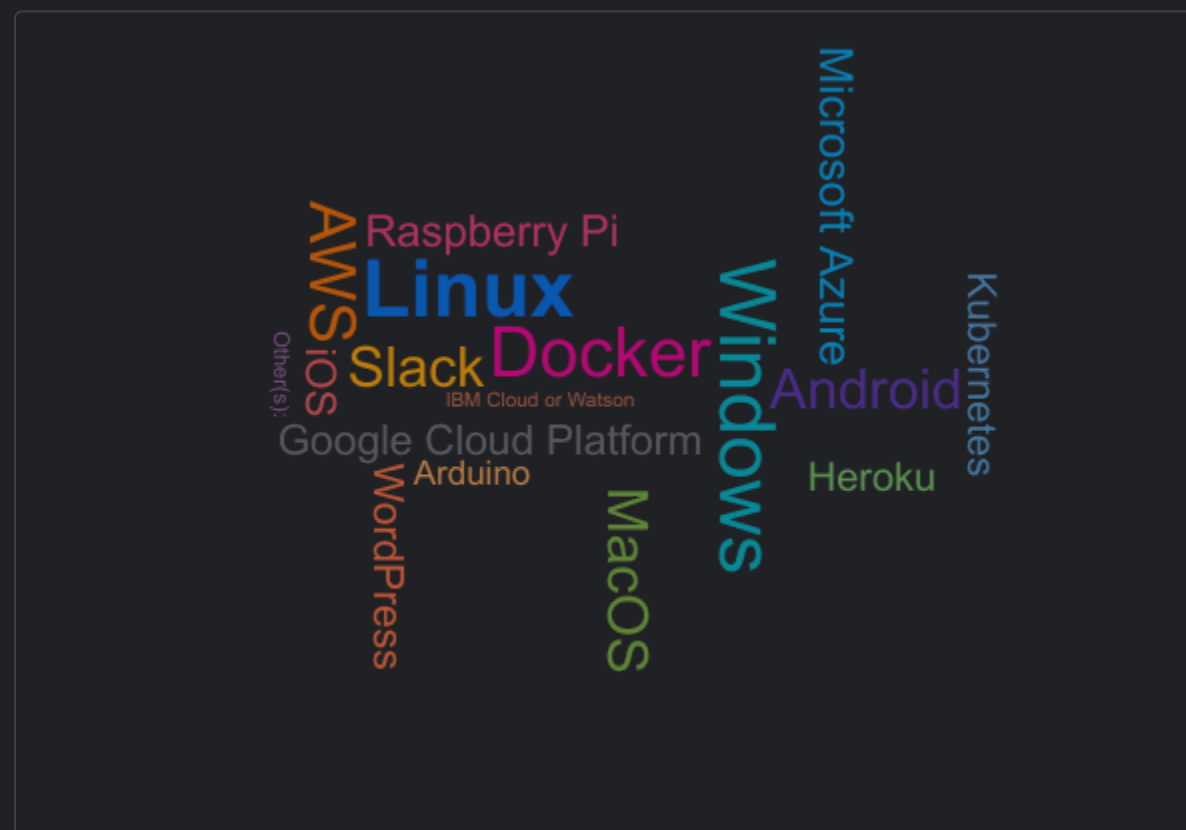 Microsoft Azure
AWS
Raspberry Pi
Linux
Windows
Kubernetes
Docker
Other(s):
iOS
Slack
Android
IBM Cloud or Watson
Google Cloud Platform
Arduino
Heroku
WordPress
MacOS